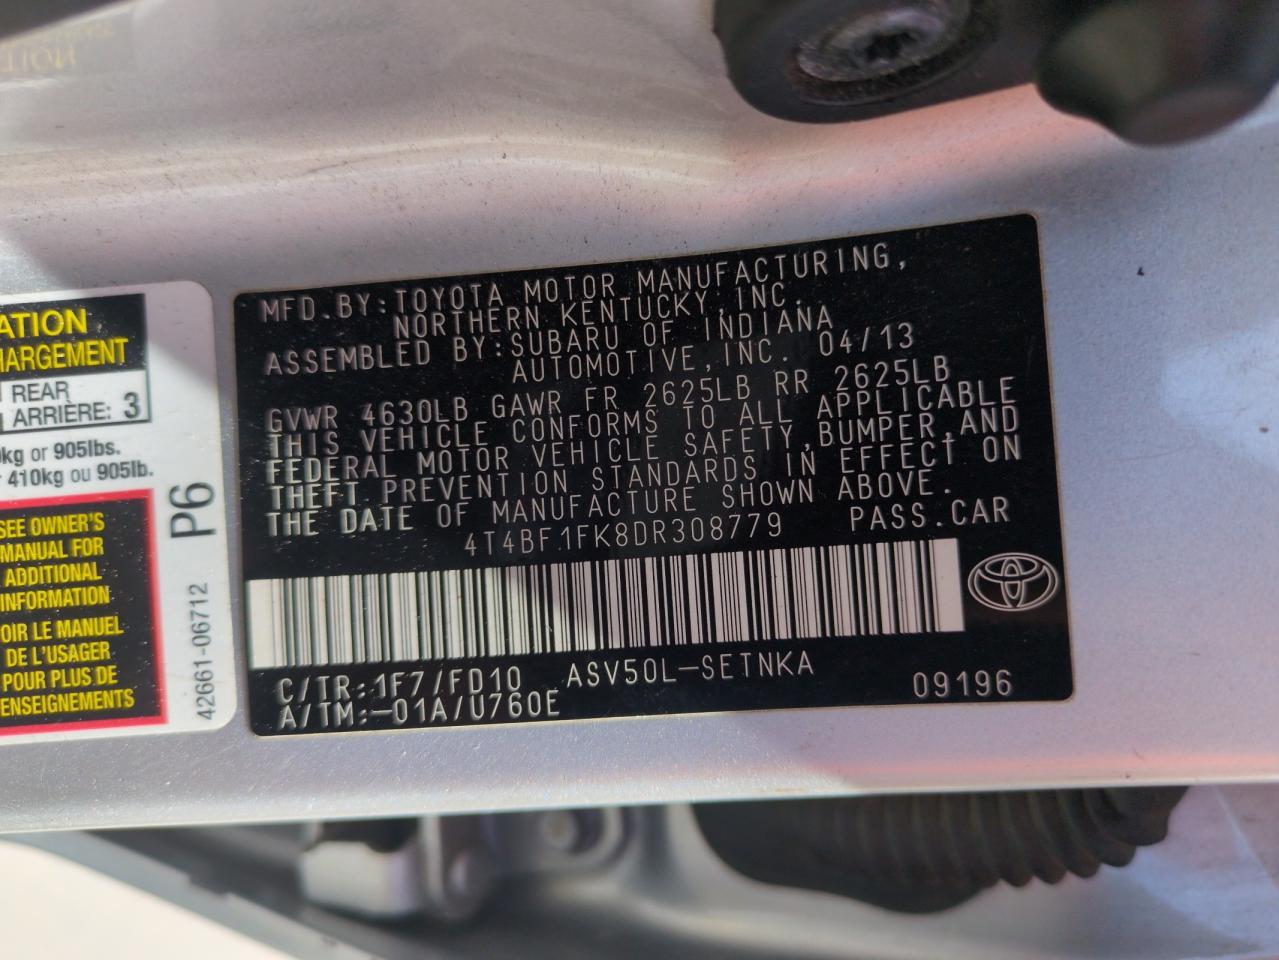 MFD.BY:TOYOTA MOTOR MANUFACTURING,
NORTHERN KENTUCKY,INC.
ASSEMBLED BY:SUBARU OF INDIANA
AUTOMOTIVE,INC. 04/13
GVWR 4630LB GAWR FR 2625LB RR 2625LB
THIS VEHICLE CONFORMS TO ALL APPLICABLE
FEDERAL MOTOR VEHICLE SAFETY,BUMPER,AND
THEFT PREVENTION STANDARDS IN EFFECT ON
THE DATE OF MANUFACTURE SHOWN ABOVE.
4T4BF1FK8DR308779 PASS.CAR
C/TR:1F7/FD10 ASV50L-SETNKA
A/TM:-01A/U760E 09196
ATION
HARGEMENT
REAR
ARRIÈRE: 3
kg or 905lbs.
410kg ou 905lb.
SEE OWNER'S
MANUAL FOR
ADDITIONAL
INFORMATION
OIR LE MANUEL
DE L'USAGER
POUR PLUS DE
ENSEIGNEMENTS
P6
42661-06712